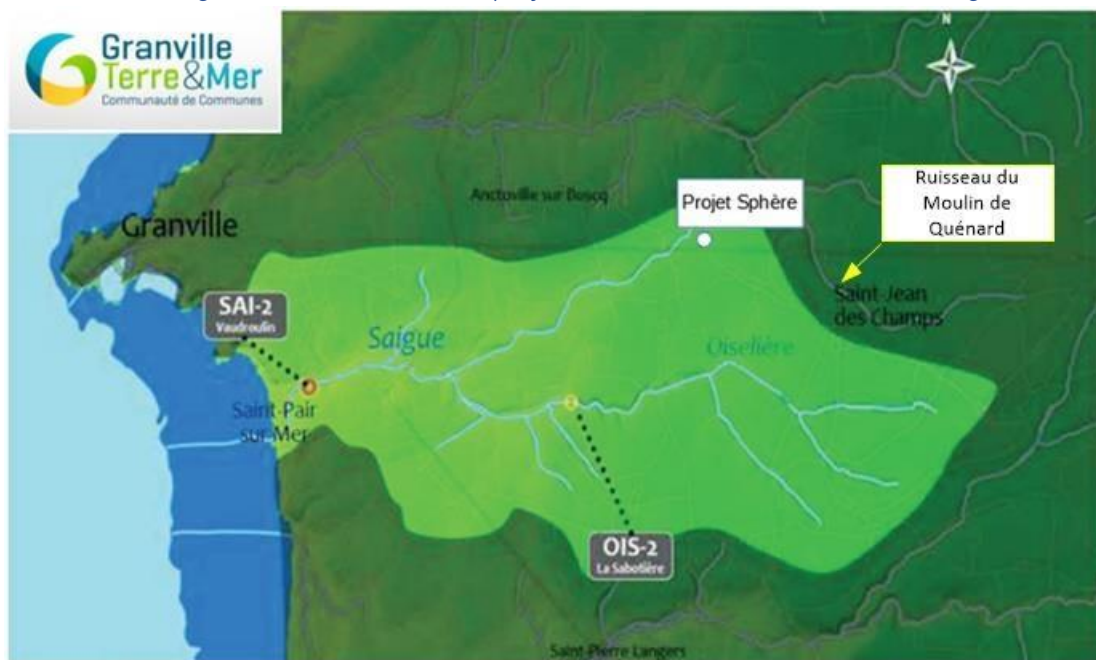 Granville
Terre&Mer
Communauté de Communes
N
Ruisseau du
Moulin de
Quénard
Anctoville sur Boscq
Projet Sphère
Granville
SAI-2
Vaudroulin
Saint-Jean
des Champs
Saigue
Oiselière
Saint-Pair
sur Mer
OIS-2
La Sabotière
Saint-Pierre Langers